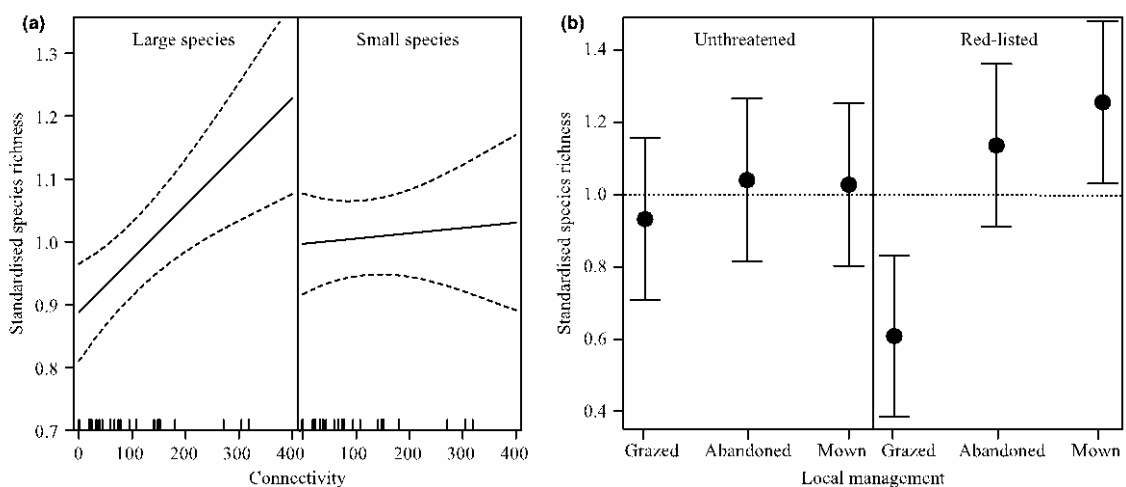 (a)
Large species
Small species
Standardised species richness
1.3
1.2
1.1
1.0
0.9
0.8
0.7
0 100 200 300 400 0 100 200 300 400
Connectivity
(b)
Unthreatened
Red-listed
Standardised species richness
1.4
1.2
1.0
0.8
0.6
0.4
Grazed Abandoned Mown Grazed Abandoned Mown
Local management